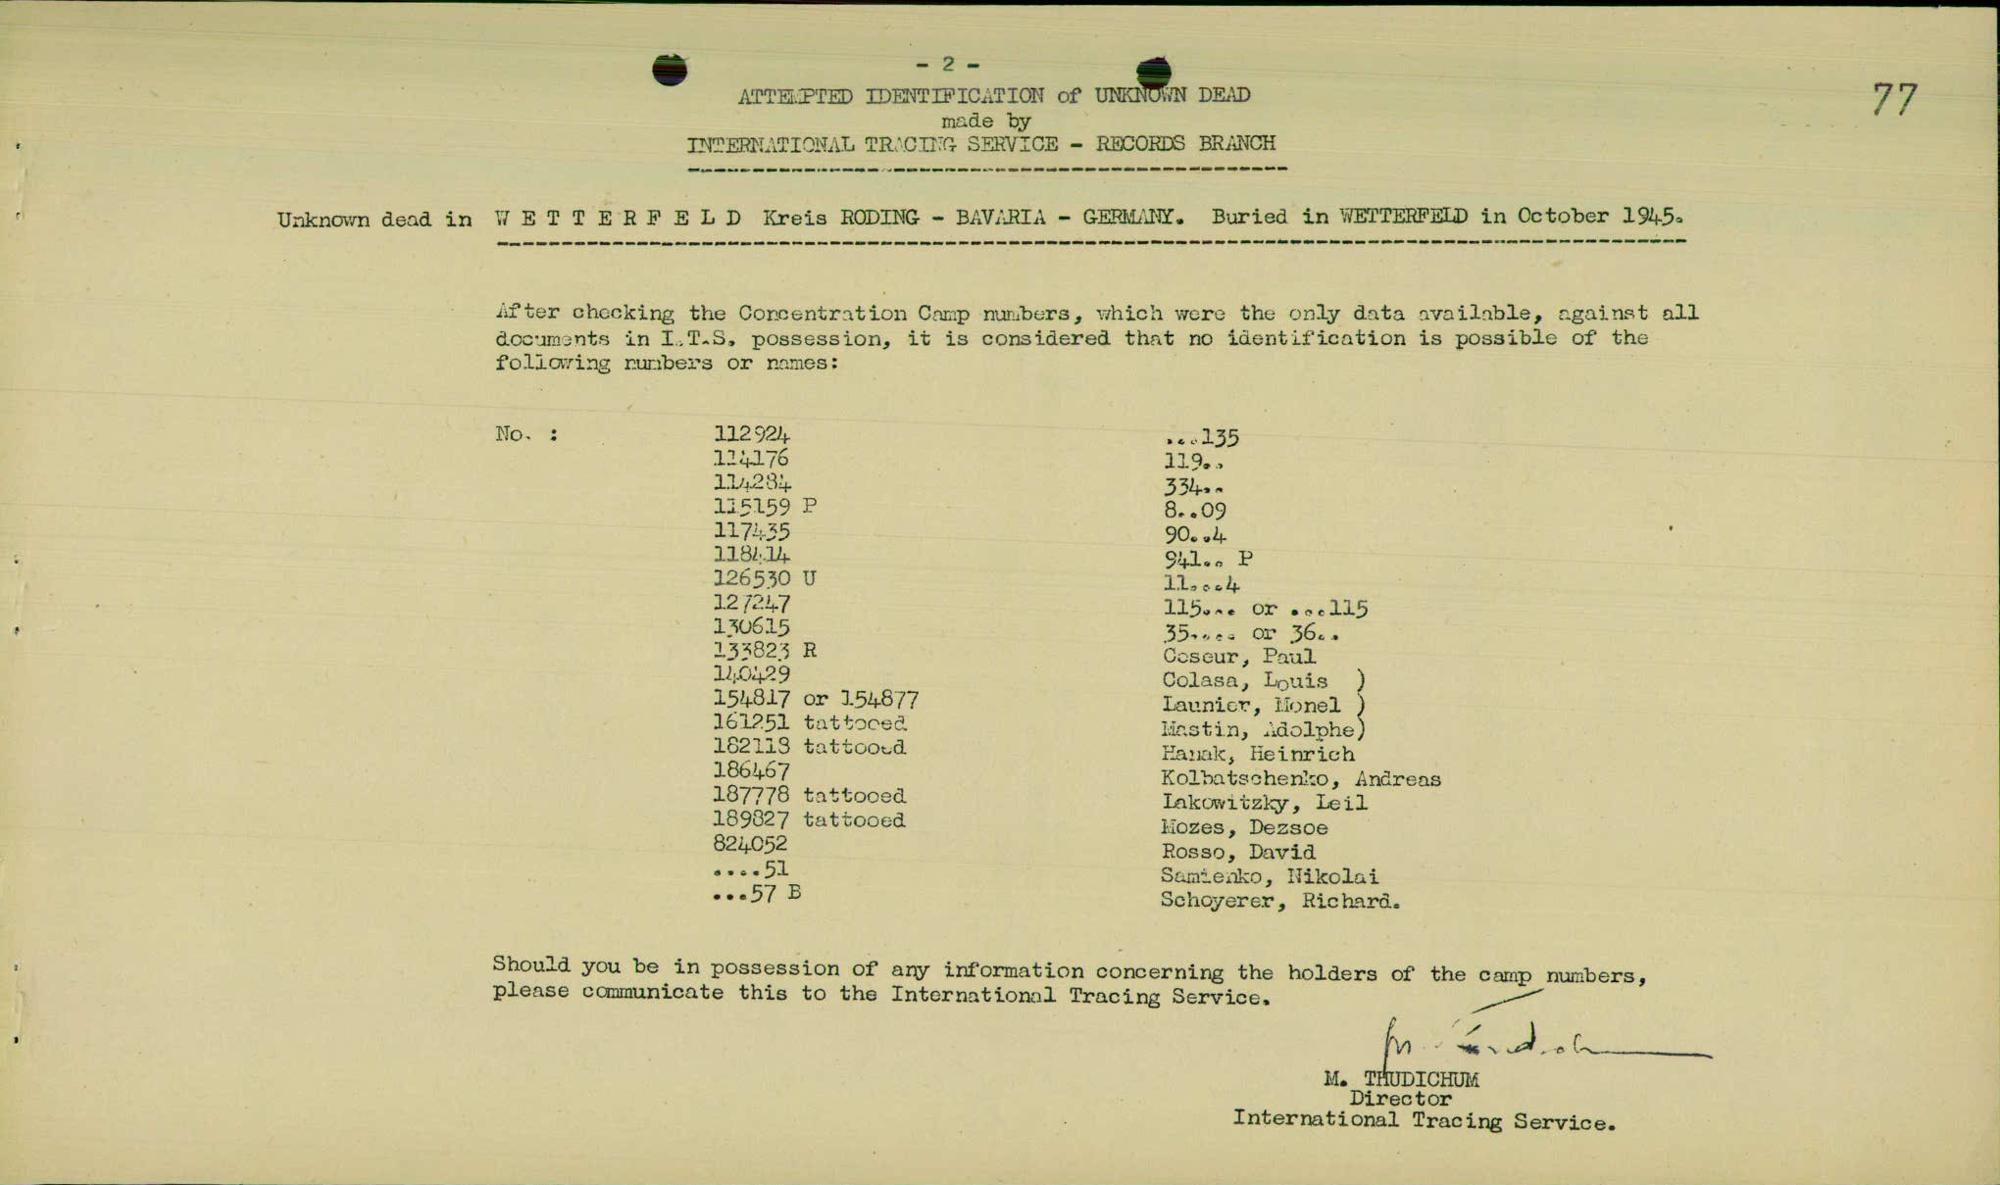 - 2 -
77
ATTEMPTED IDENTIFICATION of UNKNOWN DEAD
made by
INTERNATIONAL TRACING SERVICE - RECORDS BRANCH
Unknown dead in W E T T E R F E L D Kreis RODING - BAVARIA - GERMANY. Buried in WETTERFELD in October 1945.
After checking the Concentration Camp numbers, which were the only data available, against all
documents in I.T.S. possession, it is considered that no identification is possible of the
following numbers or names:
No. :
112924
114176
114284
115159 P
117435
118414
126530 U
127247
130615
133823 R
140429
154817 or 154877
161251 tattooed
182113 tattooed
186467
187778 tattooed
189827 tattooed
824052
....51
...57 B
...135
119...
334...
8..09
90..4
941... P
11....4
115.... or ....115
35..... or 36...
Coseur, Paul
Colasa, Louis )
Launier, Monel )
Mastin, Adolphe)
Hanak, Heinrich
Kolbatschenko, Andreas
Lakowitzky, Leil
Mozes, Dezsoe
Rosso, David
Samienko, Nikolai
Schoyerer, Richard.
Should you be in possession of any information concerning the holders of the camp numbers,
please communicate this to the International Tracing Service.
M. THUDICHUM
Director
International Tracing Service.